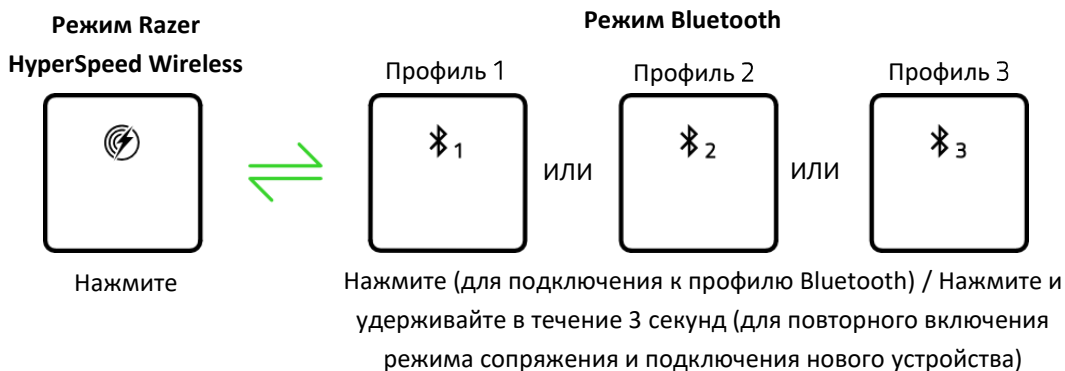 Режим Razer
HyperSpeed Wireless
Режим Bluetooth
Профиль 1
Профиль 2
Профиль 3
1
или
2
или
3
Нажмите
Нажмите (для подключения к профилю Bluetooth) / Нажмите и
удерживайте в течение 3 секунд (для повторного включения
режима сопряжения и подключения нового устройства)